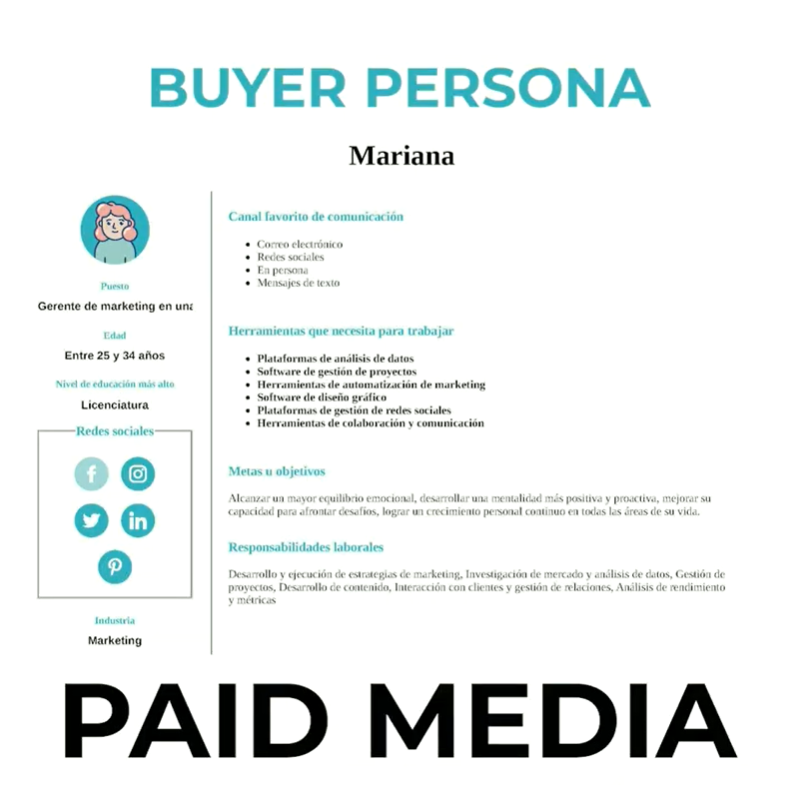 BUYER PERSONA
Mariana
Puesto
Gerente de marketing en una
Edad
Entre 25 y 34 años
Nivel de educación más alto
Licenciatura
Redes sociales
Industria
Marketing
Canal favorito de comunicación
• Correo electrónico
• Redes sociales
• En persona
• Mensajes de texto
Herramientas que necesita para trabajar
• Plataformas de análisis de datos
• Software de gestión de proyectos
• Herramientas de automatización de marketing
• Software de diseño gráfico
• Plataformas de gestión de redes sociales
• Herramientas de colaboración y comunicación
Metas u objetivos
Alcanzar un mayor equilibrio emocional, desarrollar una mentalidad más positiva y proactiva, mejorar su
capacidad para afrontar desafíos, lograr un crecimiento personal continuo en todas las áreas de su vida.
Responsabilidades laborales
Desarrollo y ejecución de estrategias de marketing, Investigación de mercado y análisis de datos, Gestión de
proyectos, Desarrollo de contenido, Interacción con clientes y gestión de relaciones, Análisis de rendimiento
y métricas
PAID MEDIA